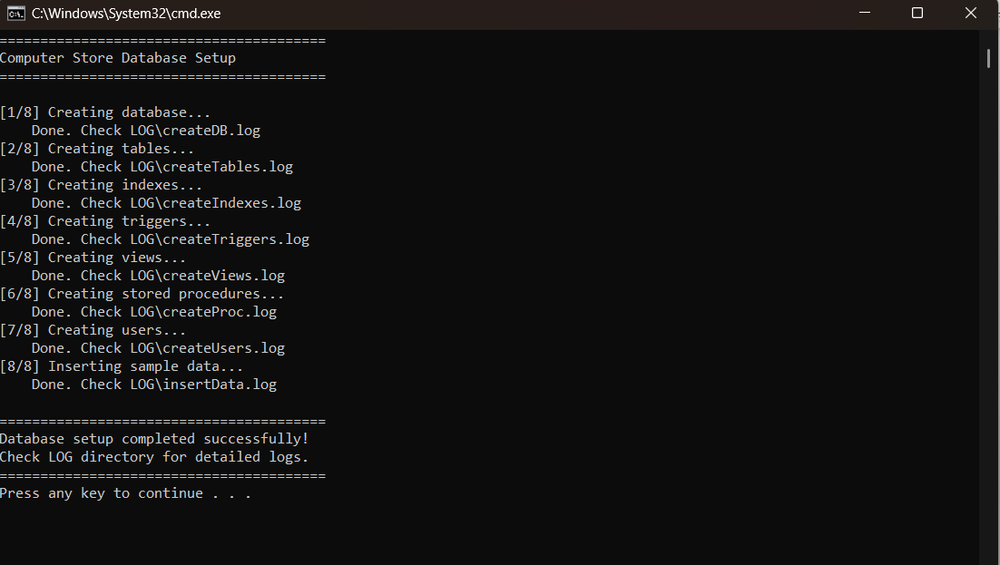 C:\Windows\System32\cmd.exe
========================================
Computer Store Database Setup
========================================

[1/8] Creating database...
    Done. Check LOG\createDB.log
[2/8] Creating tables...
    Done. Check LOG\createTables.log
[3/8] Creating indexes...
    Done. Check LOG\createIndexes.log
[4/8] Creating triggers...
    Done. Check LOG\createTriggers.log
[5/8] Creating views...
    Done. Check LOG\createViews.log
[6/8] Creating stored procedures...
    Done. Check LOG\createProc.log
[7/8] Creating users...
    Done. Check LOG\createUsers.log
[8/8] Inserting sample data...
    Done. Check LOG\insertData.log

========================================
Database setup completed successfully!
Check LOG directory for detailed logs.
========================================
Press any key to continue . . .